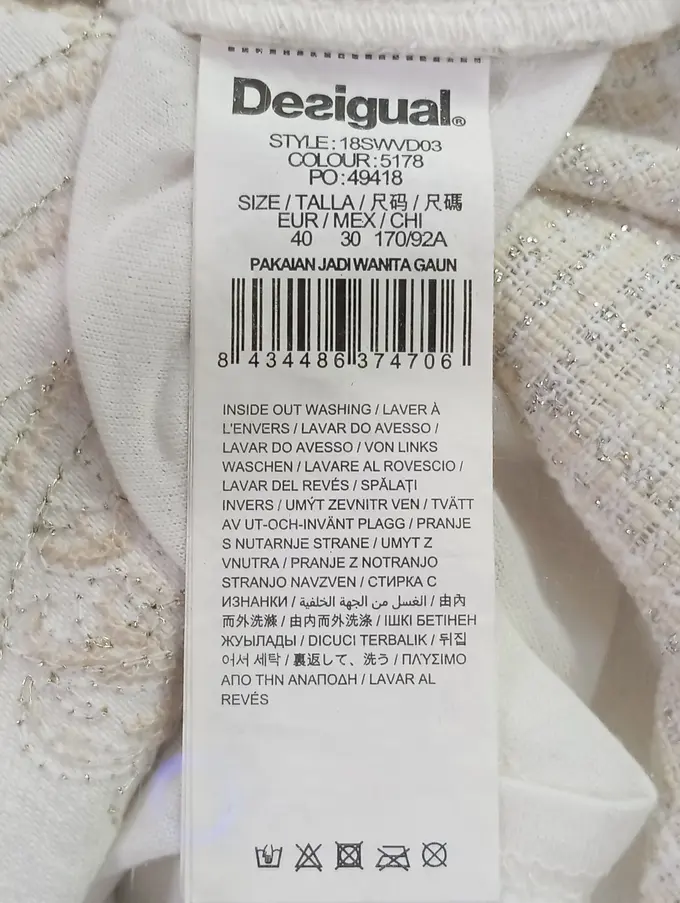 Desigual®
STYLE: 18SWVD03
COLOUR: 5178
PO: 49418
SIZE / TALLA / 尺码 / 尺碼
EUR / MEX / CHI
40 30 170/92A
PAKAIAN JADI WANITA GAUN
8 434486 374706
INSIDE OUT WASHING / LAVER À
L'ENVERS / LAVAR DO AVESSO /
LAVAR DO AVESSO / VON LINKS
WASCHEN / LAVARE AL ROVESCIO /
LAVAR DEL REVÉS / SPĂLAŢI
INVERS / UMÝT ZEVNITR VEN / TVÄTT
AV UT-OCH-INVÄNT PLAGG / PRANJE
S NUTARNJE STRANE / UMYT Z
VNUTRA / PRANJE Z NOTRANJO
STRANJO NAVZVEN / СТИРКА С
ИЗНАНКИ / الغسل من الجهة الخلفية / 由內
而外洗滌 / 由内而外洗涤 / ІШКІ БЕТІНЕН
ЖУЫЛАДЫ / DICUCI TERBALIK / 뒤집
어서 세탁 / 裏返して、洗う / ΠΛΎΣΙΜΟ
ΑΠΟ ΤΗΝ ΑΝΑΠΟΔΗ / LAVAR AL
REVÉS